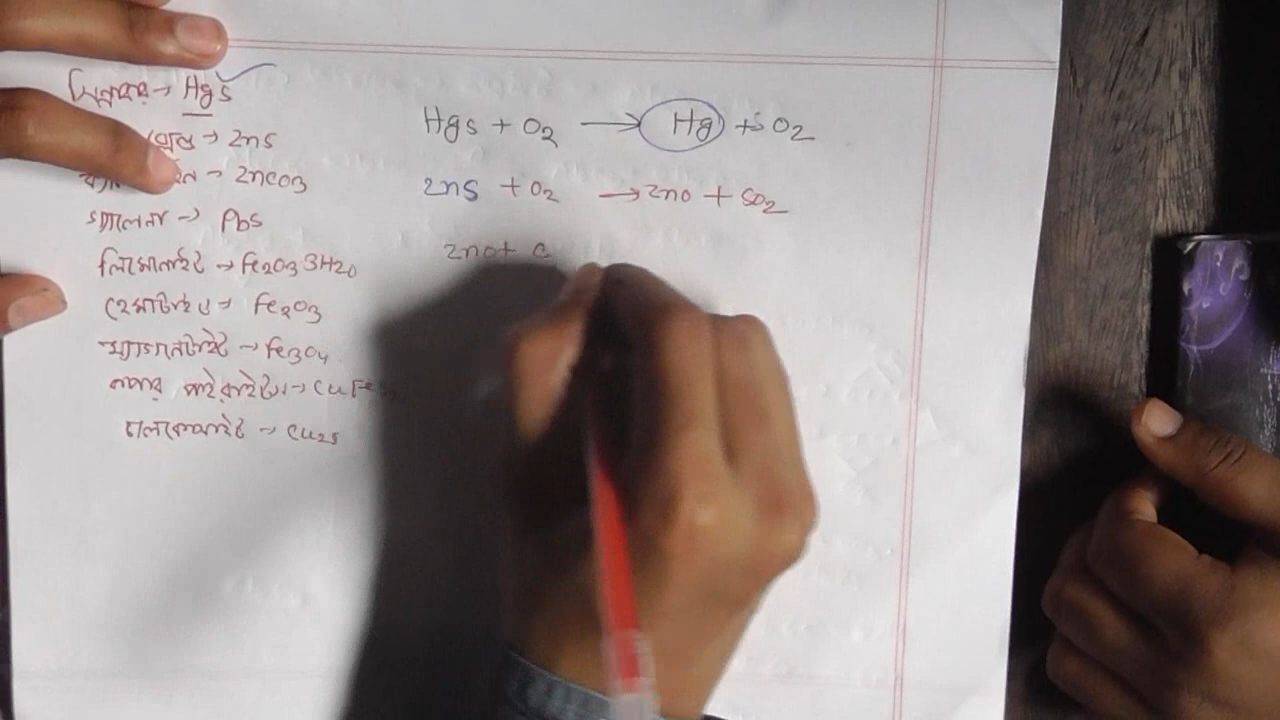 সিন্নাবার → HgS
→ ZnS
→ ZnCO3
গ্যালেনা → PbS
লিমোনাইট → Fe2O3 3H2O
হেমাটাইট → Fe2O3
ম্যাগনেটাইট → Fe3O4
কপার পাইরাইটস →
চালকোসাইট → Cu2S
HgS + O2 → Hg + SO2
ZnS + O2 → ZnO + SO2
ZnO + C